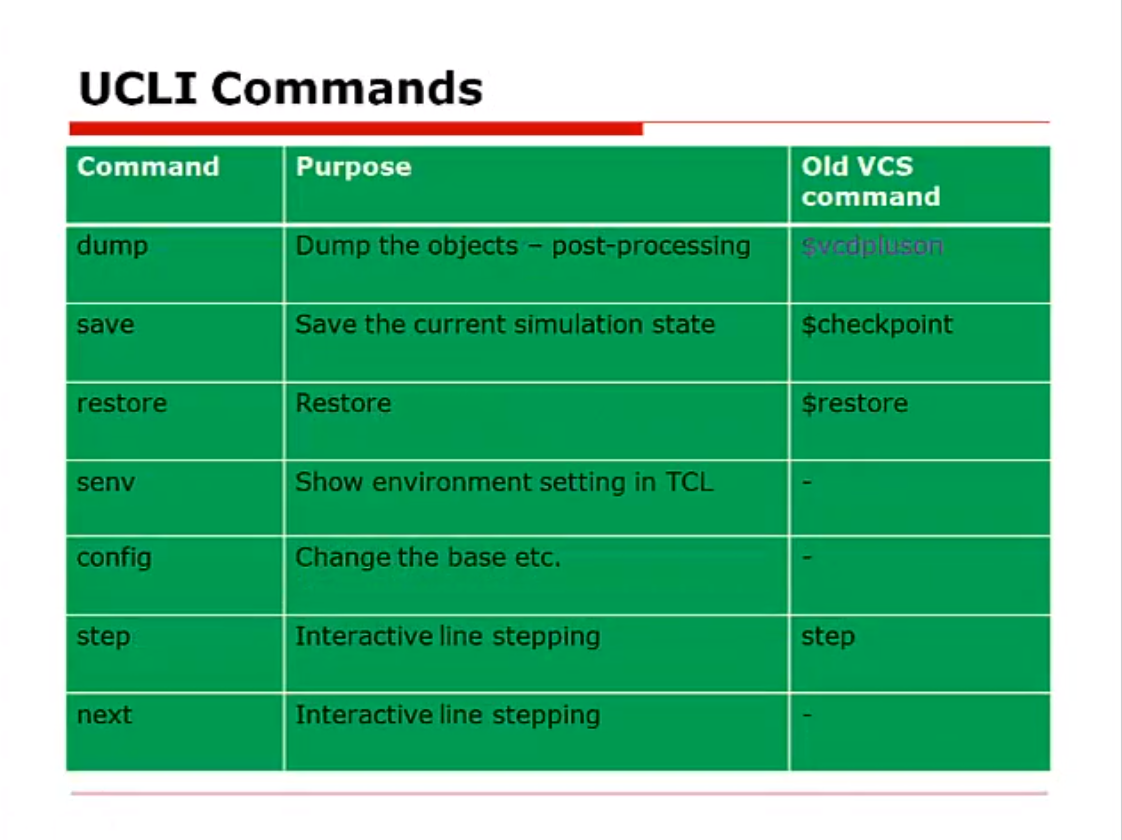 UCLI Commands
Command Purpose Old VCS
command
dump Dump the objects – post-processing $vcdpluson
save Save the current simulation state $checkpoint
restore Restore $restore
senv Show environment setting in TCL -
config Change the base etc. -
step Interactive line stepping step
next Interactive line stepping -